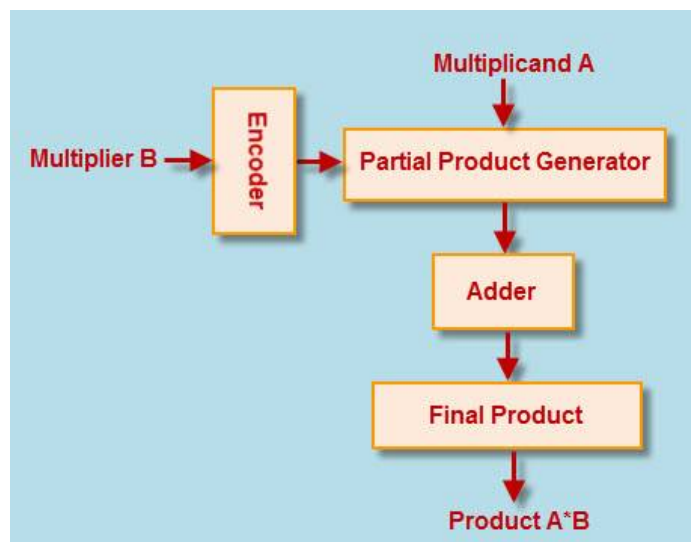 Multiplicand A
Encoder
Multiplier B
Partial Product Generator
Adder
Final Product
Product A*B